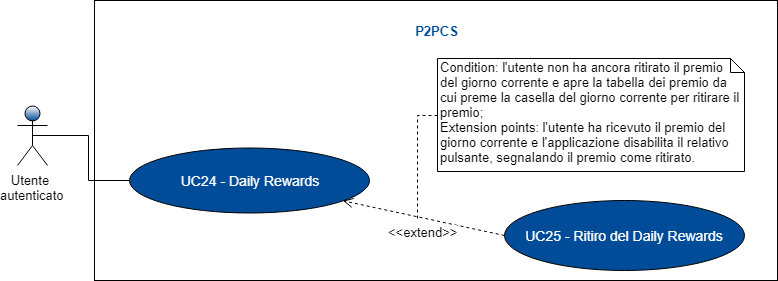 P2PCS
Condition: l'utente non ha ancora ritirato il premio
del giorno corrente e apre la tabella dei premio da
cui preme la casella del giorno corrente per ritirare il
premio;
Extension points: l'utente ha ricevuto il premio del
giorno corrente e l'applicazione disabilita il relativo
pulsante, segnalando il premio come ritirato.
Utente
autenticato
UC24 - Daily Rewards
<<extend>>
UC25 - Ritiro del Daily Rewards